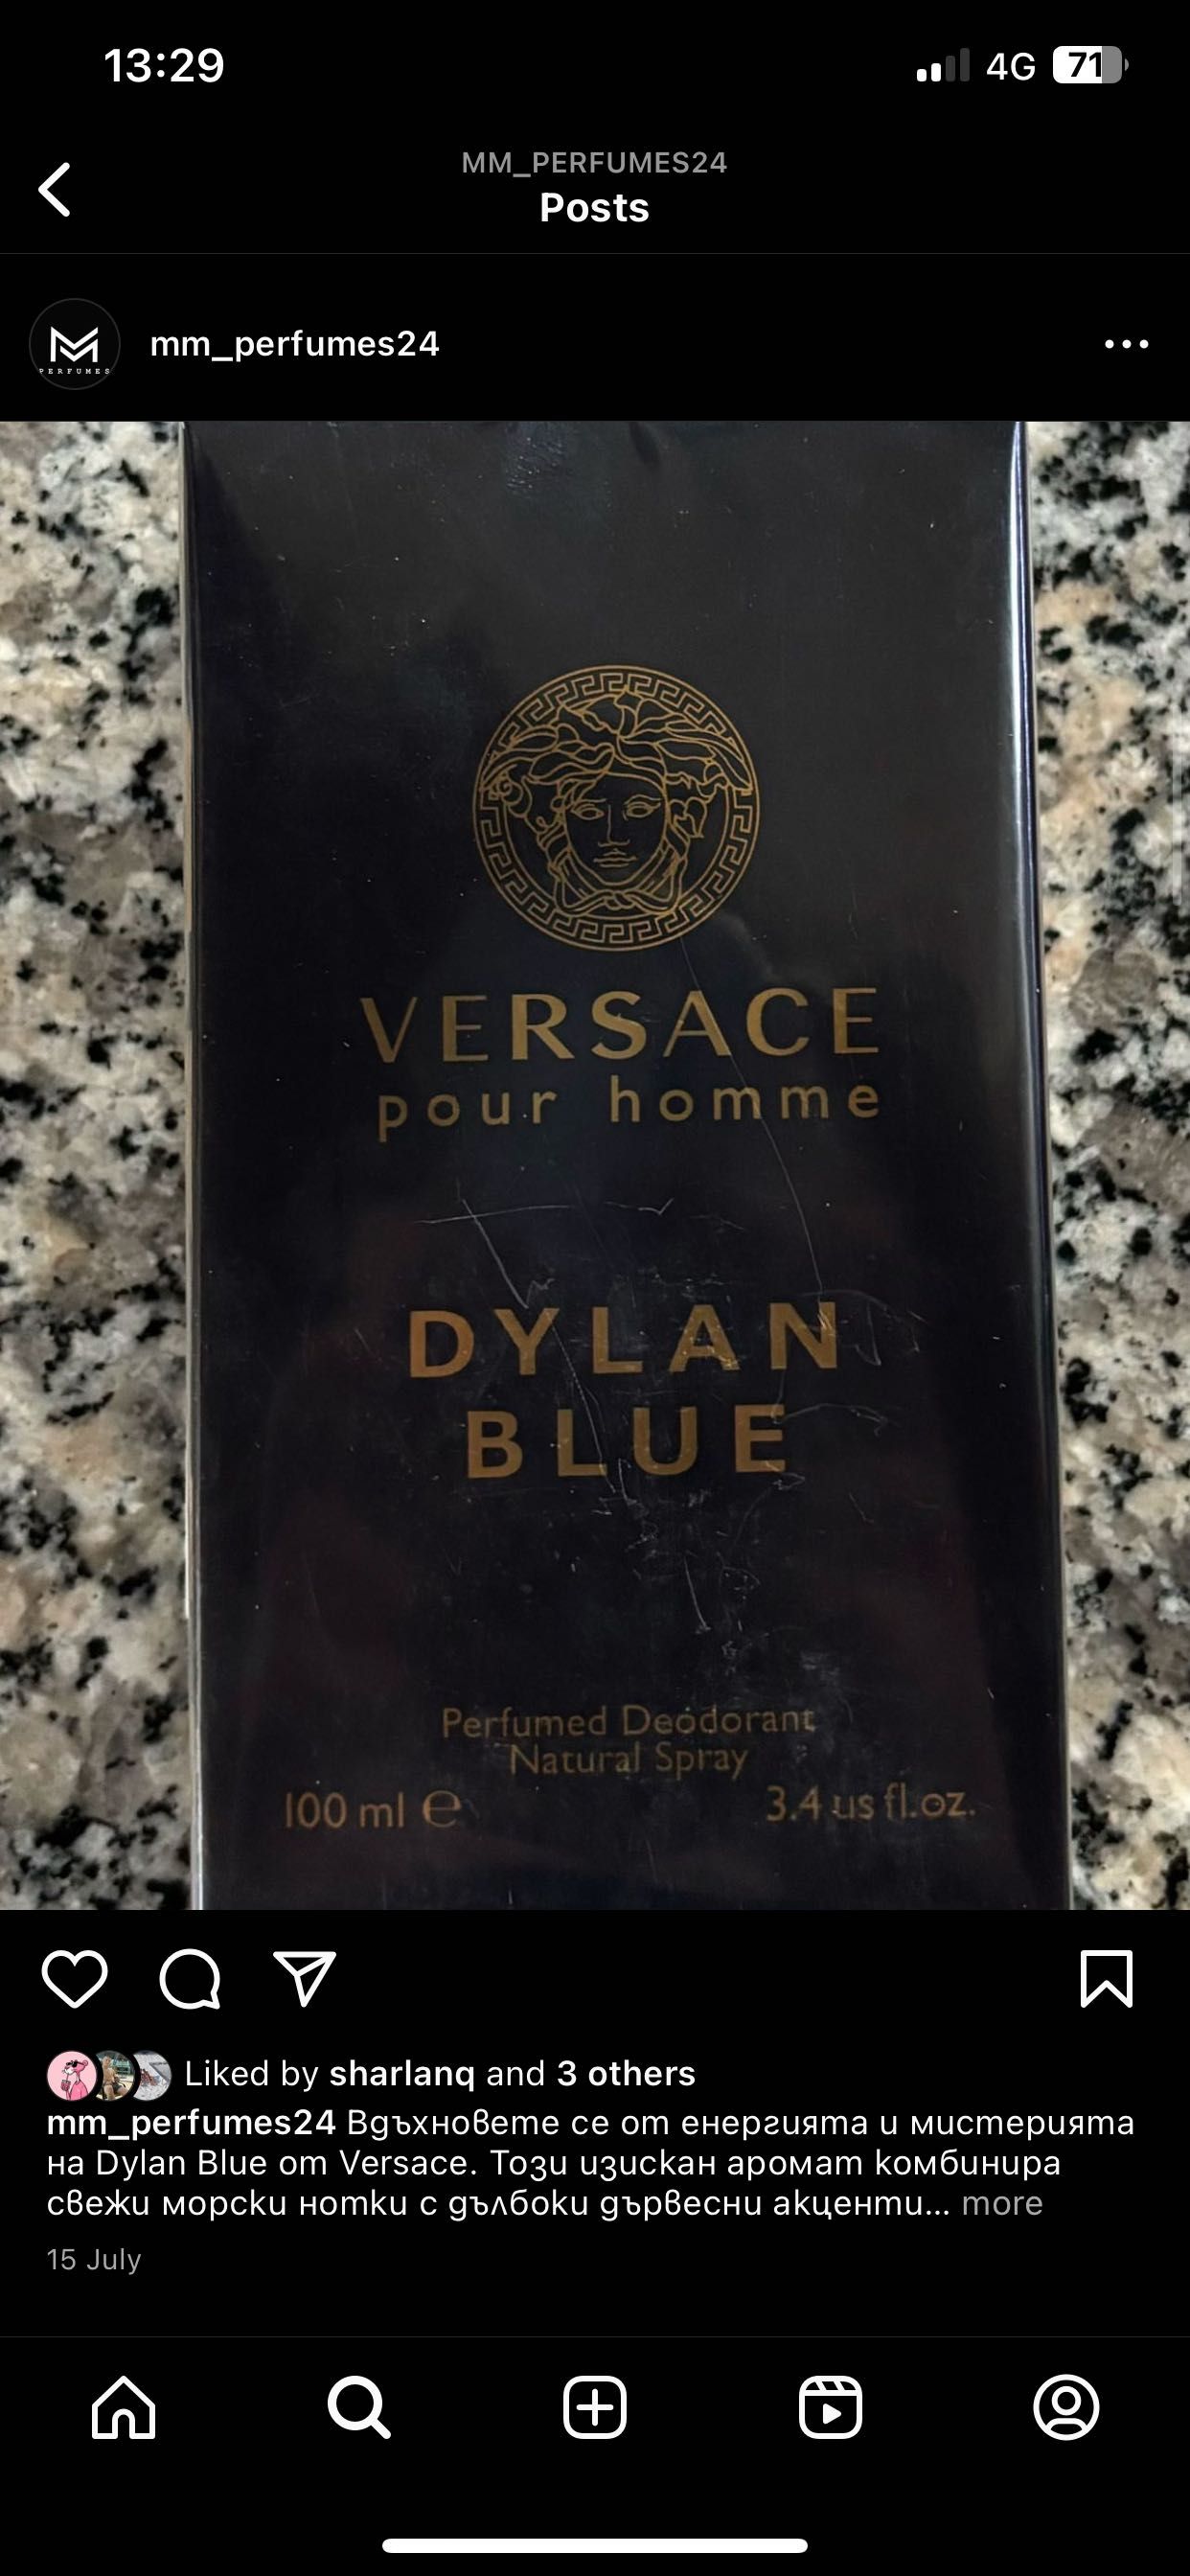 13:29
4G
71
MM_PERFUMES24
Posts
PERFUMES
mm_perfumes24
VERSACE
pour homme
DYLAN
BLUE
Perfumed Deodorant
Natural Spray
100 ml ℮
3.4 us fl.oz.
Liked by sharlanq and 3 others
mm_perfumes24 Вдъхновете се от енергията и мистерията
на Dylan Blue от Versace. Този изискан аромат комбинира
свежи морски нотки с дълбоки дървесни акценти... more
15 July